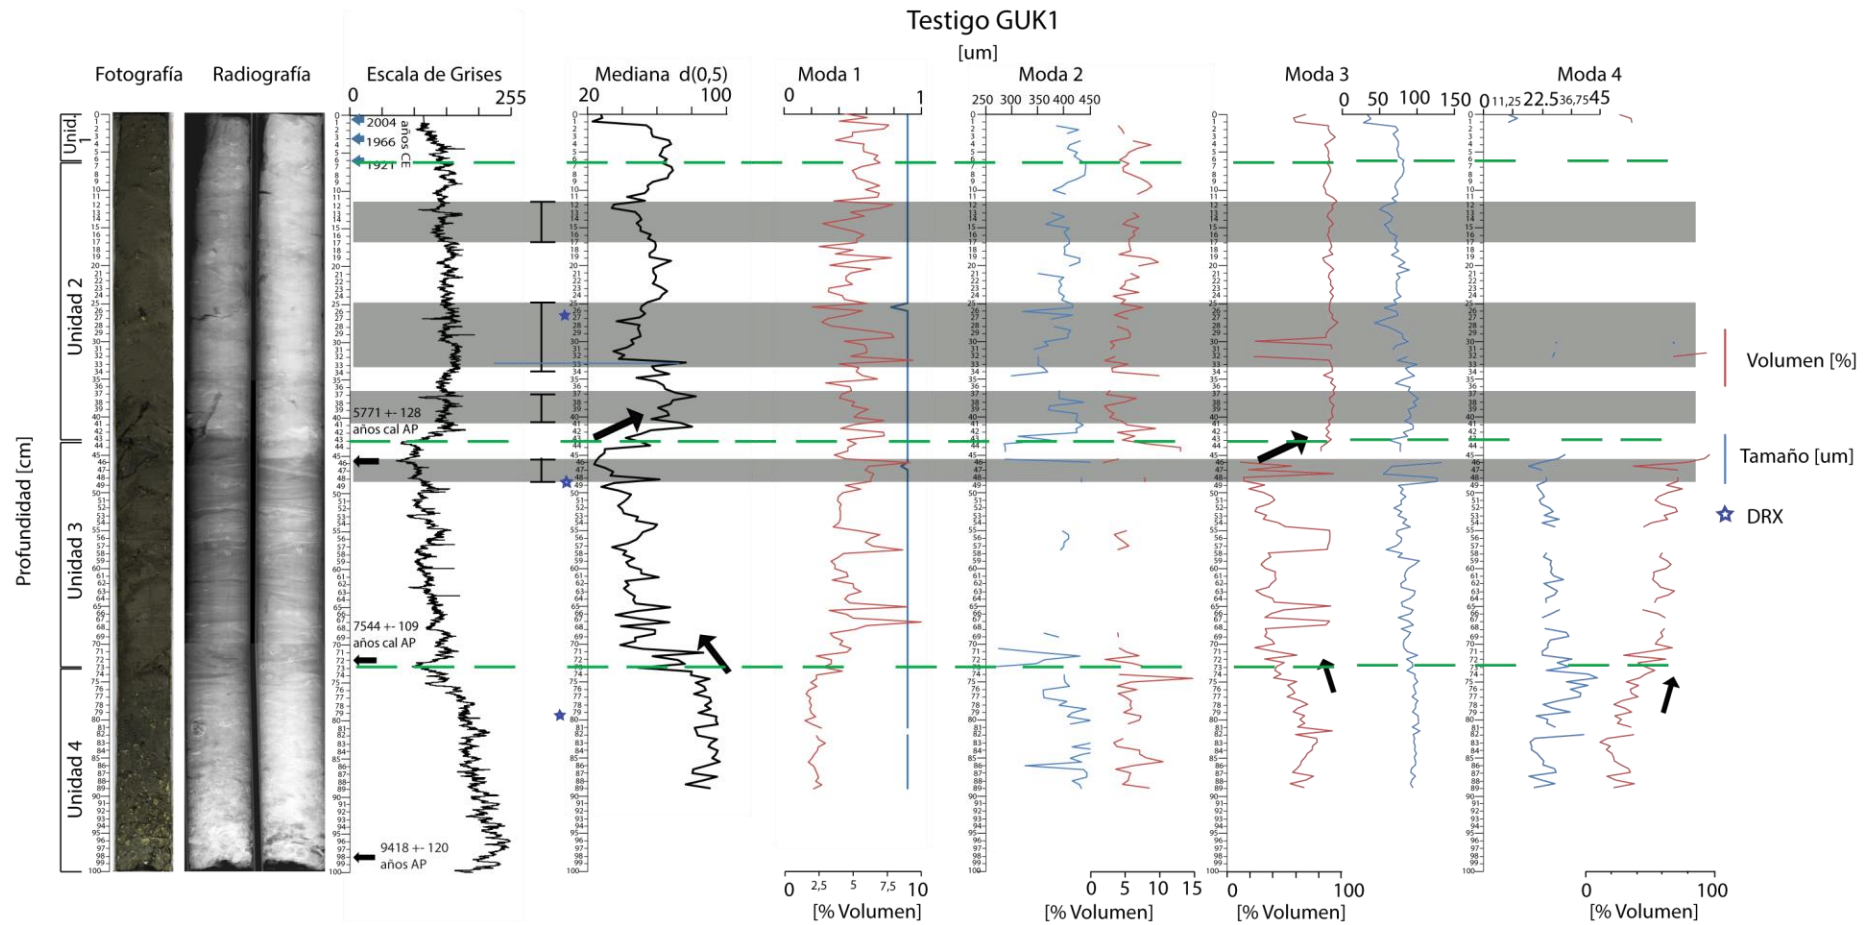 Testigo GUK1
[um]
Fotografía Radiografía Escala de Grises Mediana d(0,5) Moda 1 Moda 2 Moda 3 Moda 4
0 255 20 100 0 1 250 300 350 400 450 0 50 100 150 0 11,25 22.5 36,75 45
Unid. 1
Unidad 2
Unidad 3
Unidad 4
Profundidad [cm]
2004
1966
1921
años CE
5771 +- 128
años cal AP
7544 +- 109
años cal AP
9418 +- 120
años AP
Volumen [%]
Tamaño [um]
DRX
0 2,5 5 7,5 10
[% Volumen]
0 5 10 15
[% Volumen]
0 100
[% Volumen]
0 100
[% Volumen]